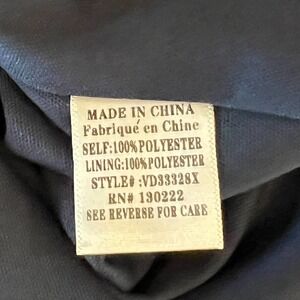 MADE IN CHINA
Fabriqué en Chine
SELF:100%POLYESTER
LINING:100%POLYESTER
STYLE#:VD33328X
RN# 130222
SEE REVERSE FOR CARE